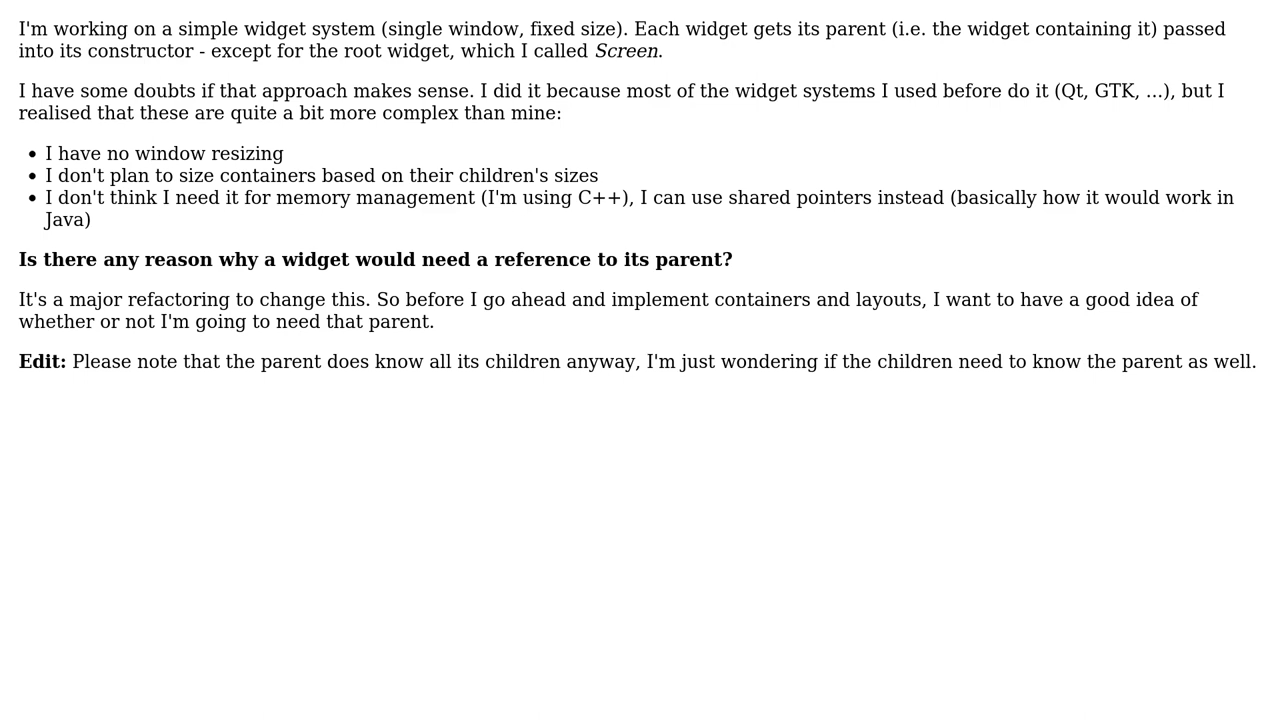 I'm working on a simple widget system (single window, fixed size). Each widget gets its parent (i.e. the widget containing it) passed
into its constructor - except for the root widget, which I called Screen.
I have some doubts if that approach makes sense. I did it because most of the widget systems I used before do it (Qt, GTK, ...), but I
realised that these are quite a bit more complex than mine:
• I have no window resizing
• I don't plan to size containers based on their children's sizes
• I don't think I need it for memory management (I'm using C++), I can use shared pointers instead (basically how it would work in
Java)
Is there any reason why a widget would need a reference to its parent?
It's a major refactoring to change this. So before I go ahead and implement containers and layouts, I want to have a good idea of
whether or not I'm going to need that parent.
Edit: Please note that the parent does know all its children anyway, I'm just wondering if the children need to know the parent as well.